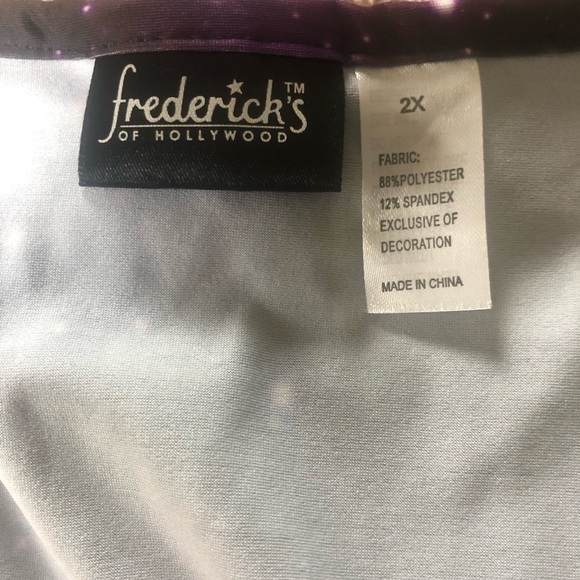 frederick's™
OF HOLLYWOOD
2X
FABRIC:
88%POLYESTER
12% SPANDEX
EXCLUSIVE OF
DECORATION
MADE IN CHINA